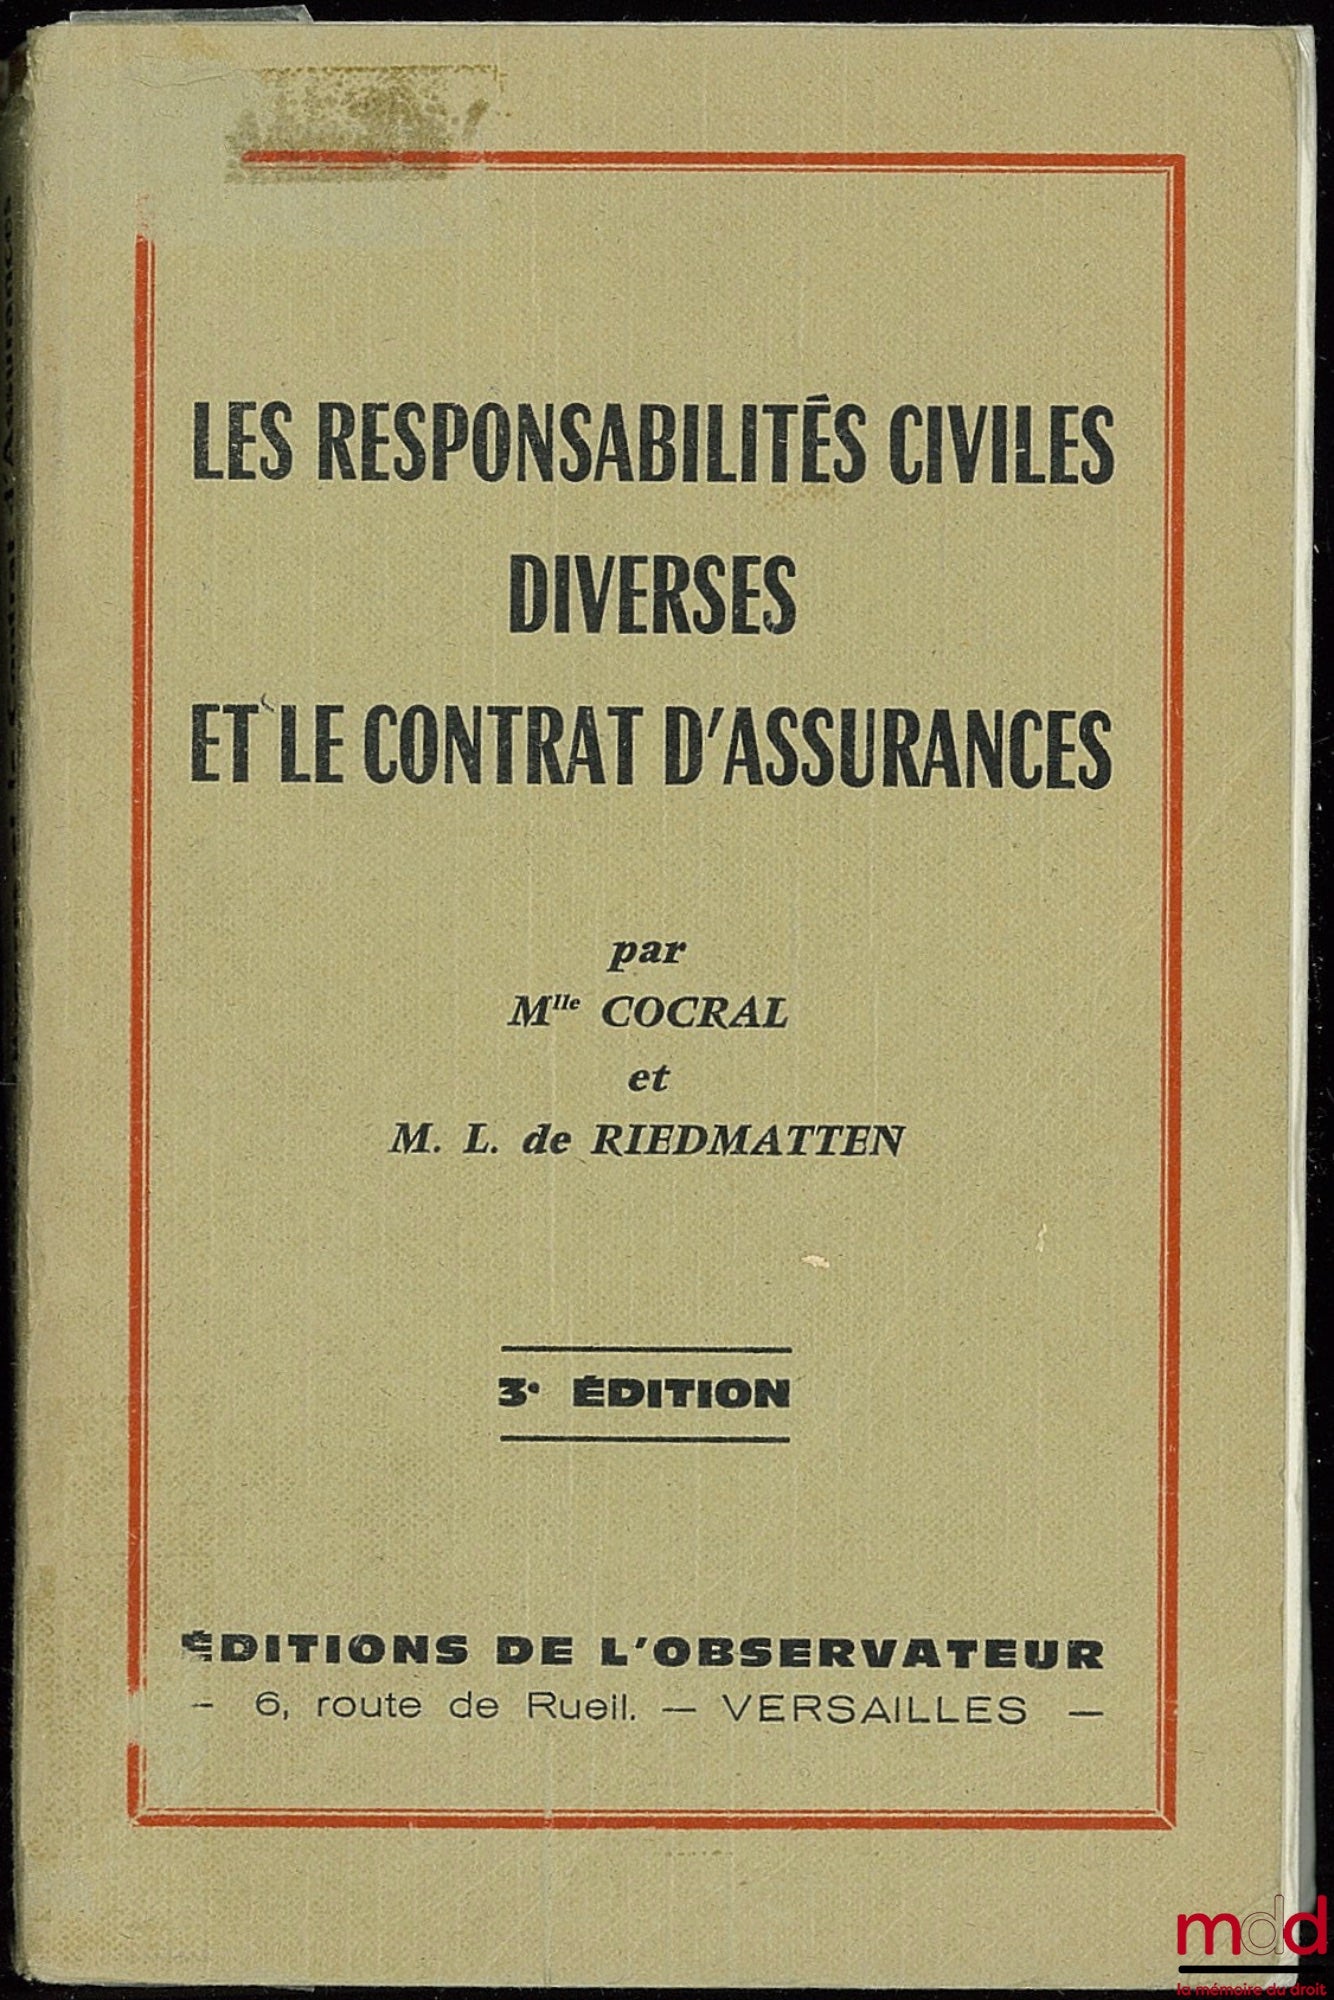 LES RESPONSABILITÉS CIVILES
DIVERSES
ET LE CONTRAT D'ASSURANCES
par
Mlle COCRAL
et
M. L. de RIEDMATTEN
3e ÉDITION
ÉDITIONS DE L'OBSERVATEUR
- 6, route de Rueil. — VERSAILLES —
mdd
la mémoire du droit